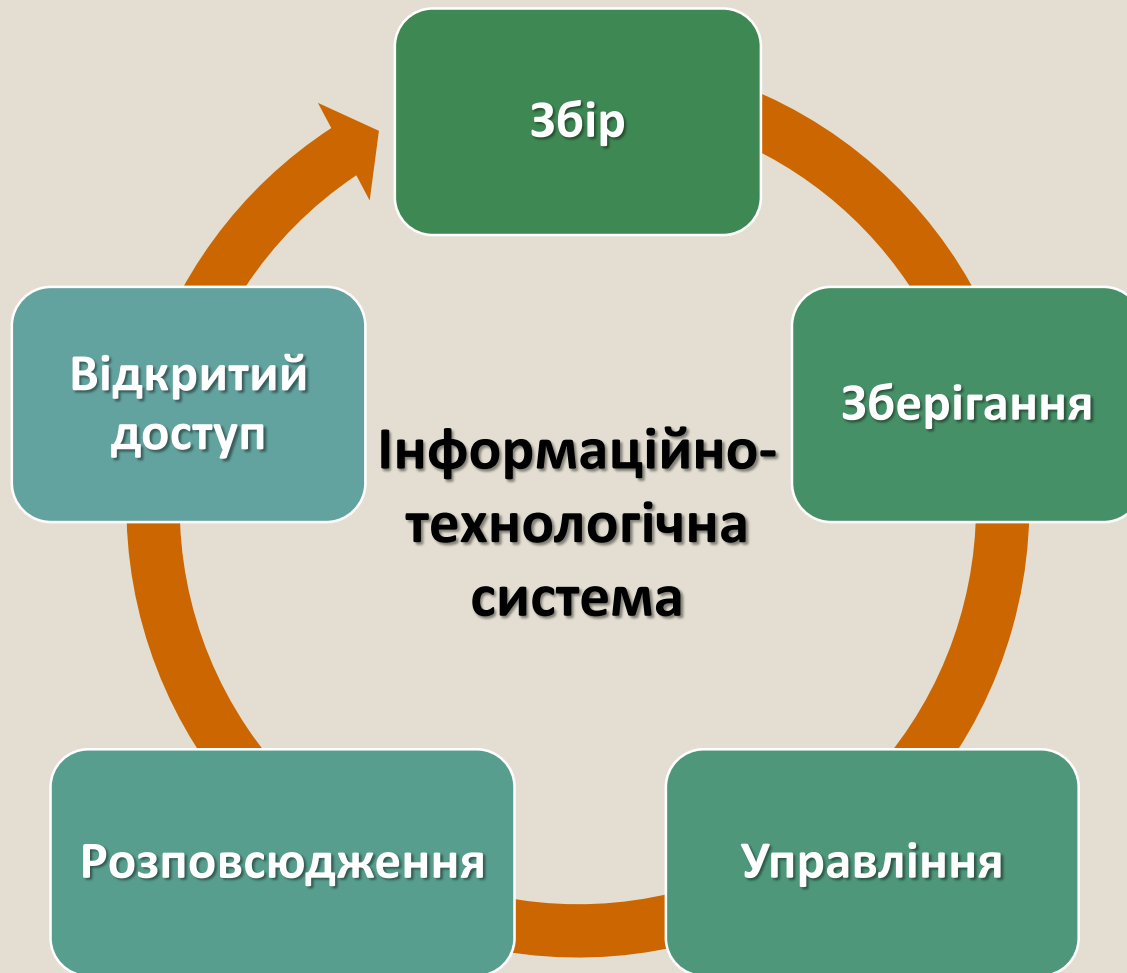 Збір
Відкритий
доступ
Зберігання
Інформаційно-
технологічна
система
Розповсюдження
Управління